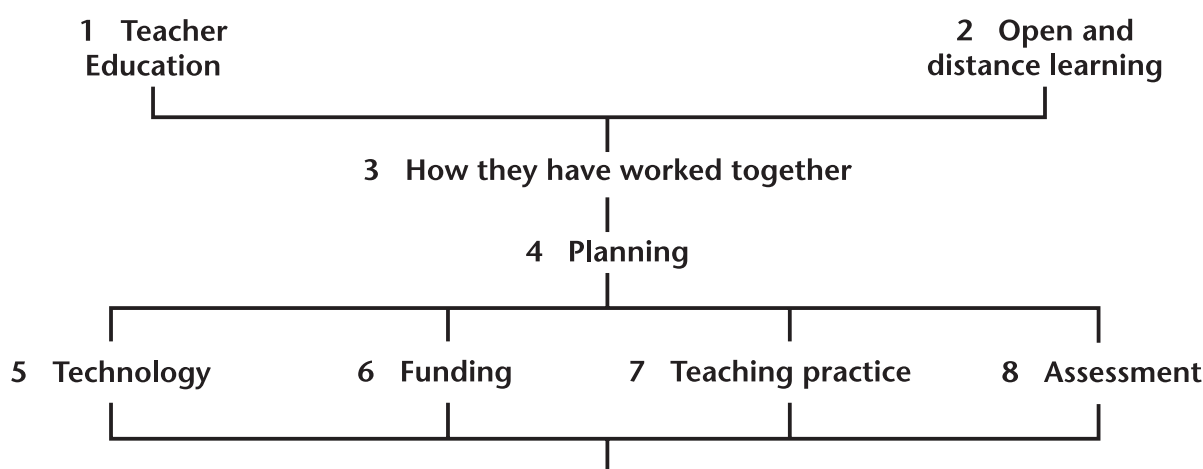 1 Teacher
Education
2 Open and
distance learning
3 How they have worked together
4 Planning
5 Technology
6 Funding
7 Teaching practice
8 Assessment